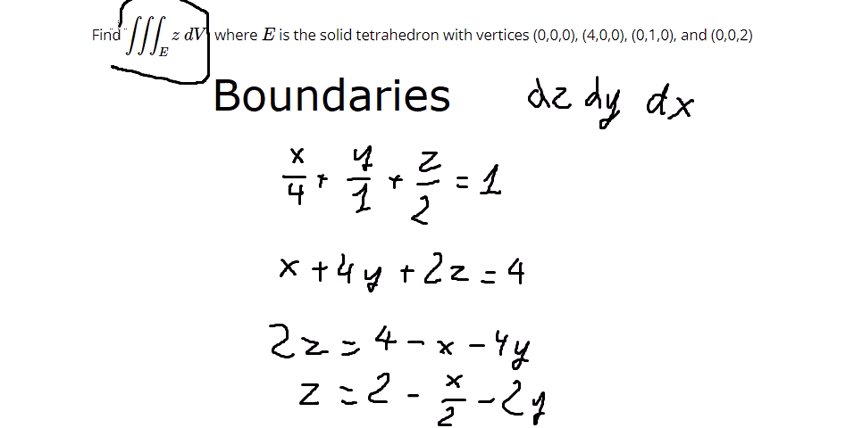 Find ∭_E z dV where E is the solid tetrahedron with vertices (0,0,0), (4,0,0), (0,1,0), and (0,0,2)
Boundaries dz dy dx
x/4 + y/1 + z/2 = 1
x + 4y + 2z = 4
2z = 4 - x - 4y
z = 2 - x/2 - 2y